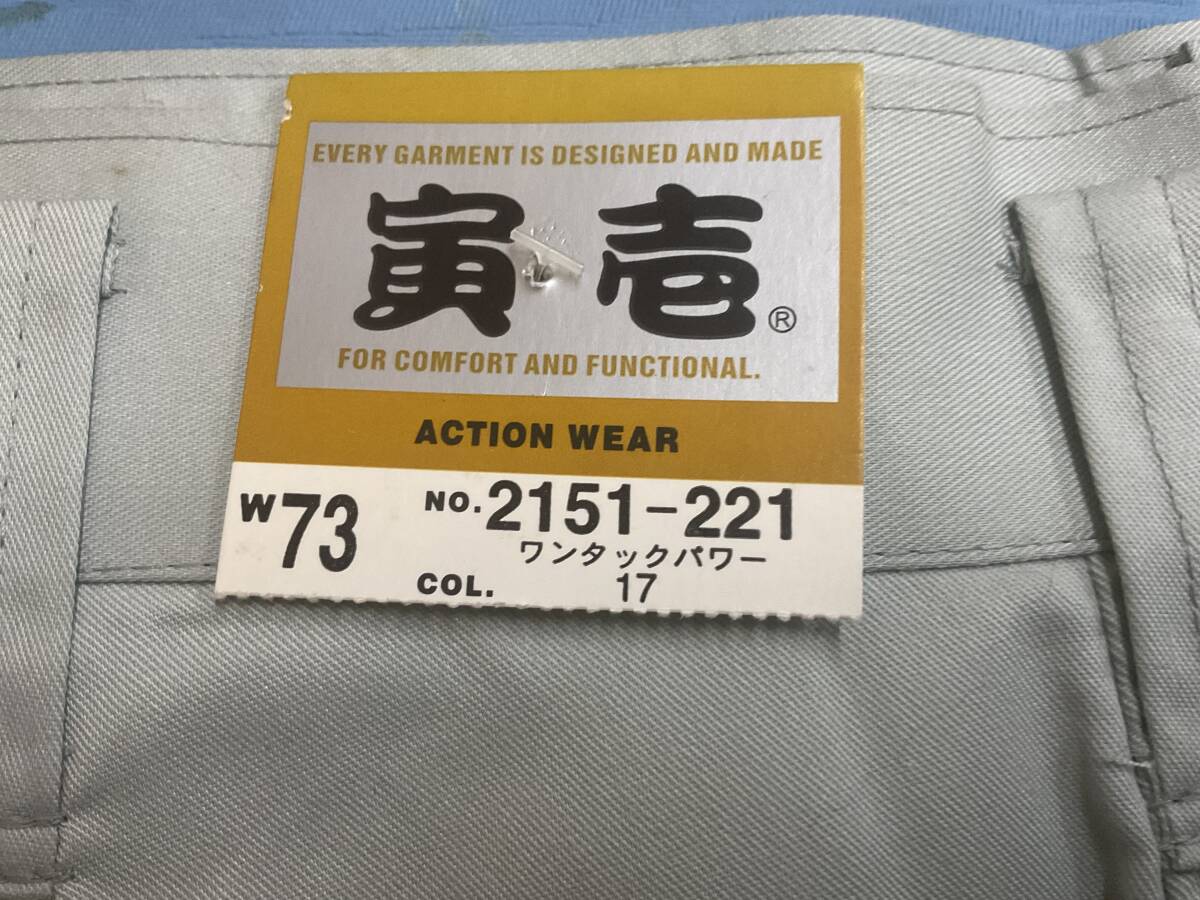 EVERY GARMENT IS DESIGNED AND MADE
寅壱®
FOR COMFORT AND FUNCTIONAL.
ACTION WEAR
W73 NO.2151-221
ワンタックパワー
COL. 17